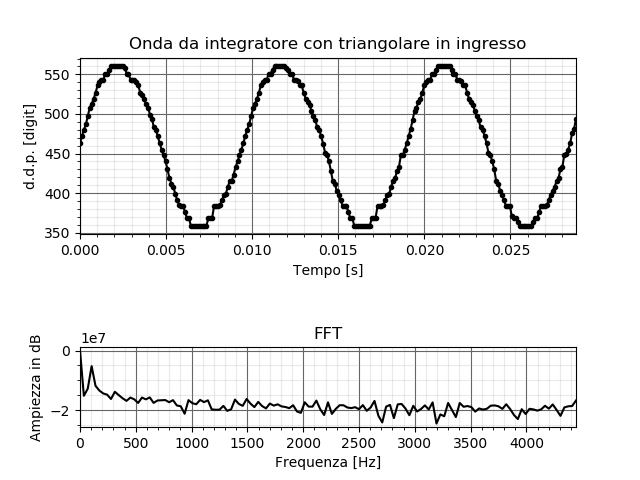 Onda da integratore con triangolare in ingresso
d.d.p. [digit]
550
500
450
400
350
0.000 0.005 0.010 0.015 0.020 0.025
Tempo [s]
FFT
1e7
Ampiezza in dB
0
−2
0 500 1000 1500 2000 2500 3000 3500 4000
Frequenza [Hz]